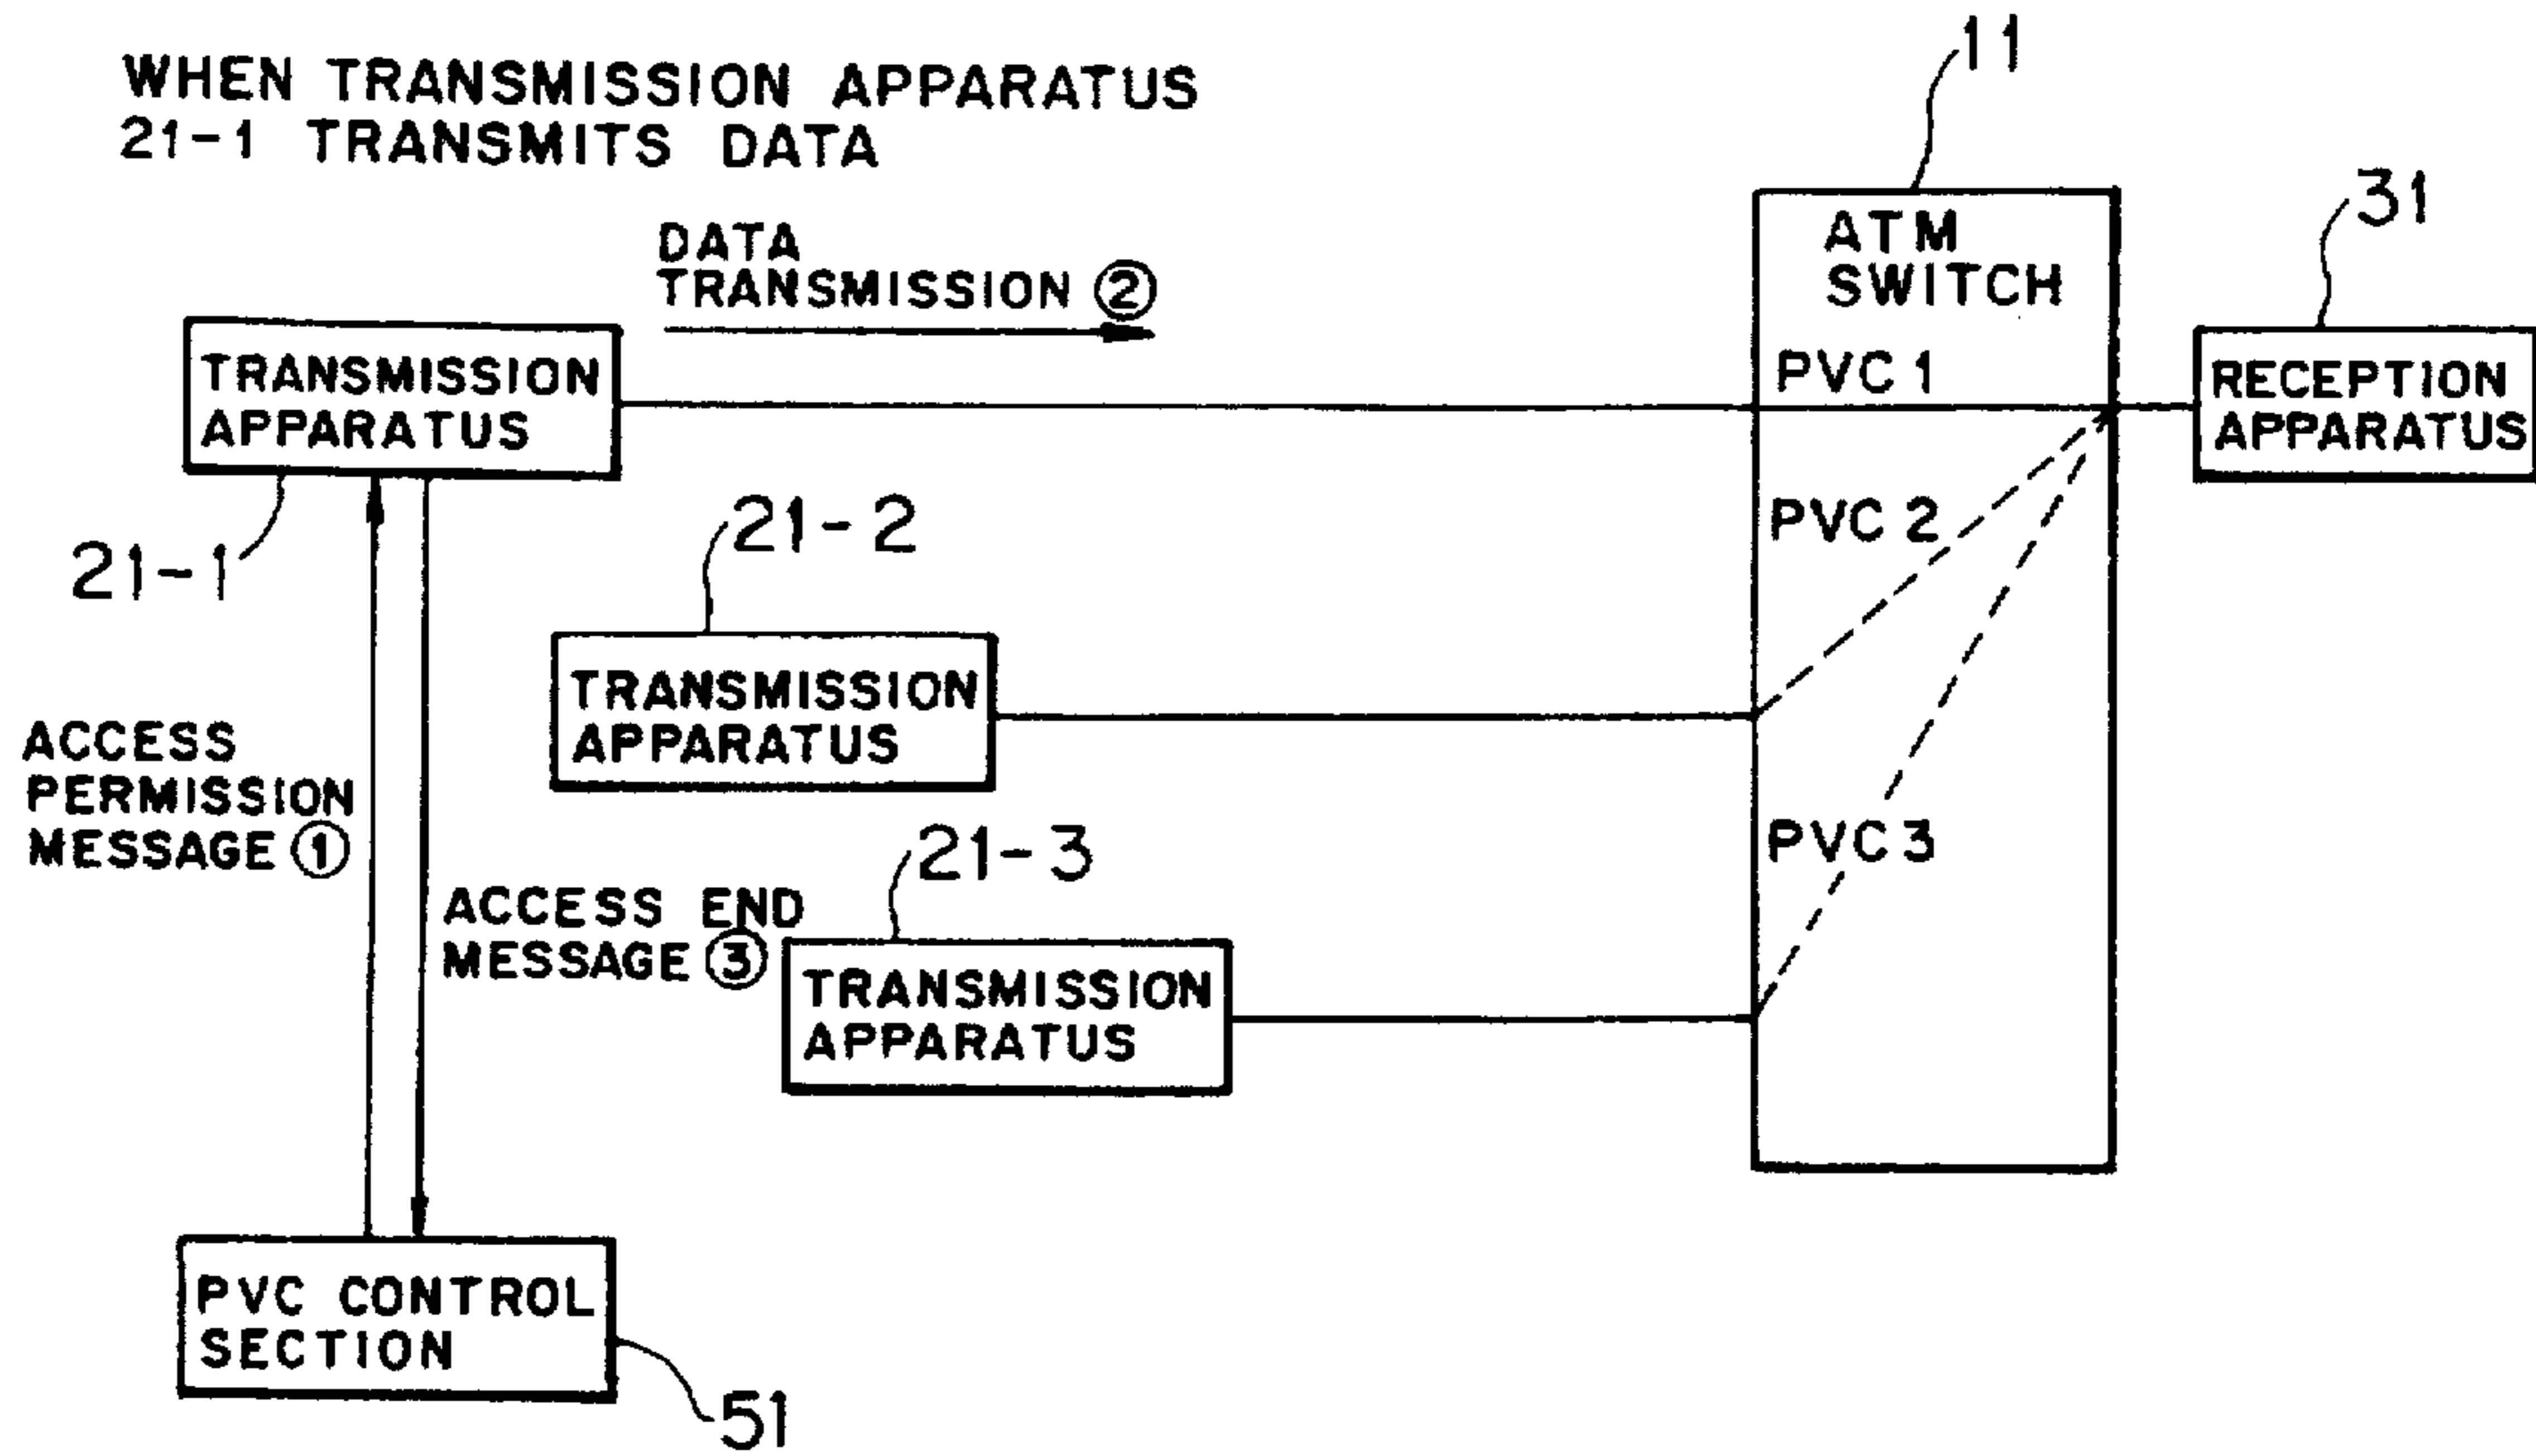 WHEN TRANSMISSION APPARATUS
21-1 TRANSMITS DATA
11
31
DATA
TRANSMISSION ②
ATM
SWITCH
TRANSMISSION
APPARATUS
PVC 1
RECEPTION
APPARATUS
21-1
21-2
PVC 2
TRANSMISSION
APPARATUS
ACCESS
PERMISSION
MESSAGE ①
21-3
PVC 3
ACCESS END
MESSAGE ③
TRANSMISSION
APPARATUS
PVC CONTROL
SECTION
51